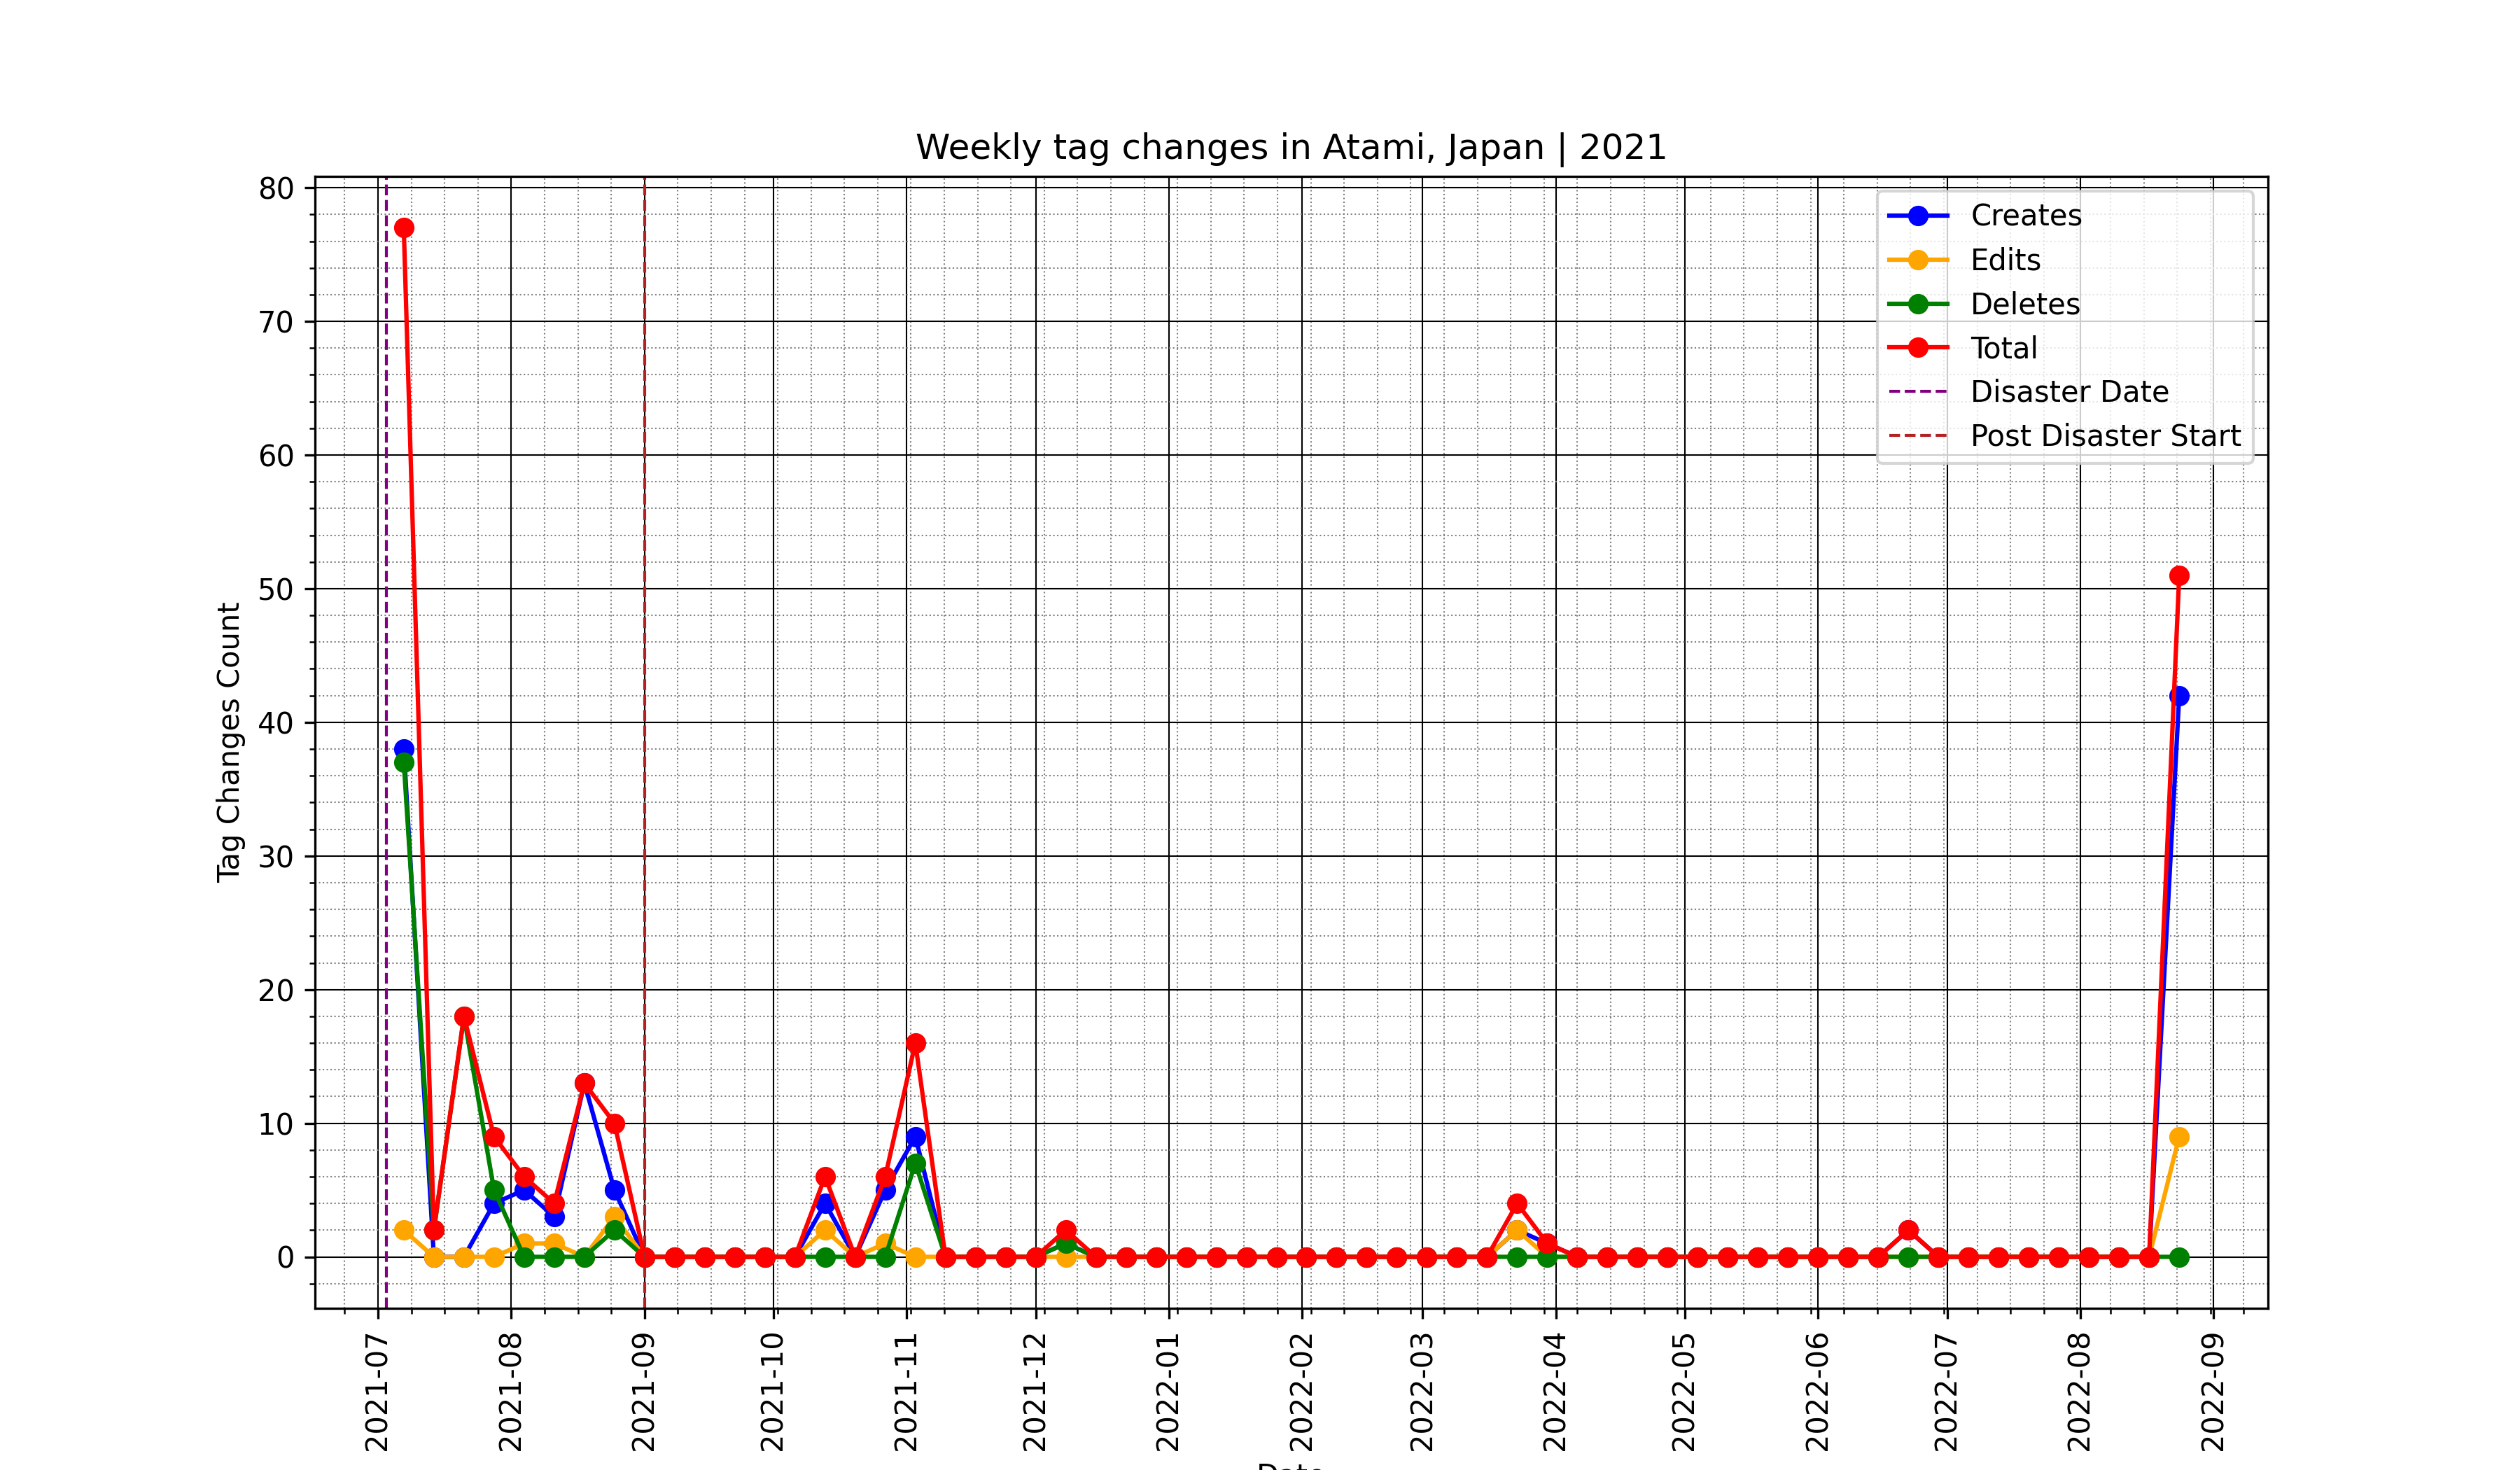 Weekly tag changes in Atami, Japan | 2021
80
70
60
50
40
30
20
10
0
Tag Changes Count
Creates
Edits
Deletes
Total
Disaster Date
Post Disaster Start
2021-07
2021-08
2021-09
2021-10
2021-11
2021-12
2022-01
2022-02
2022-03
2022-04
2022-05
2022-06
2022-07
2022-08
2022-09
Date